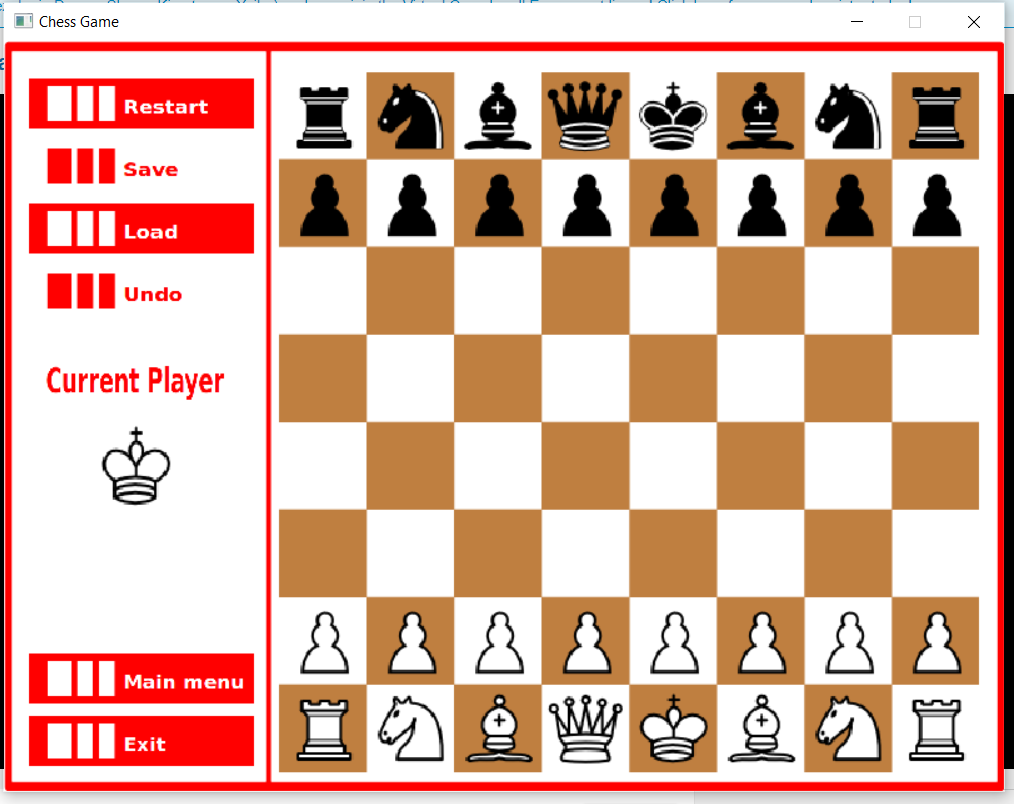 Chess Game
Restart
Save
Load
Undo
Current Player
Main menu
Exit